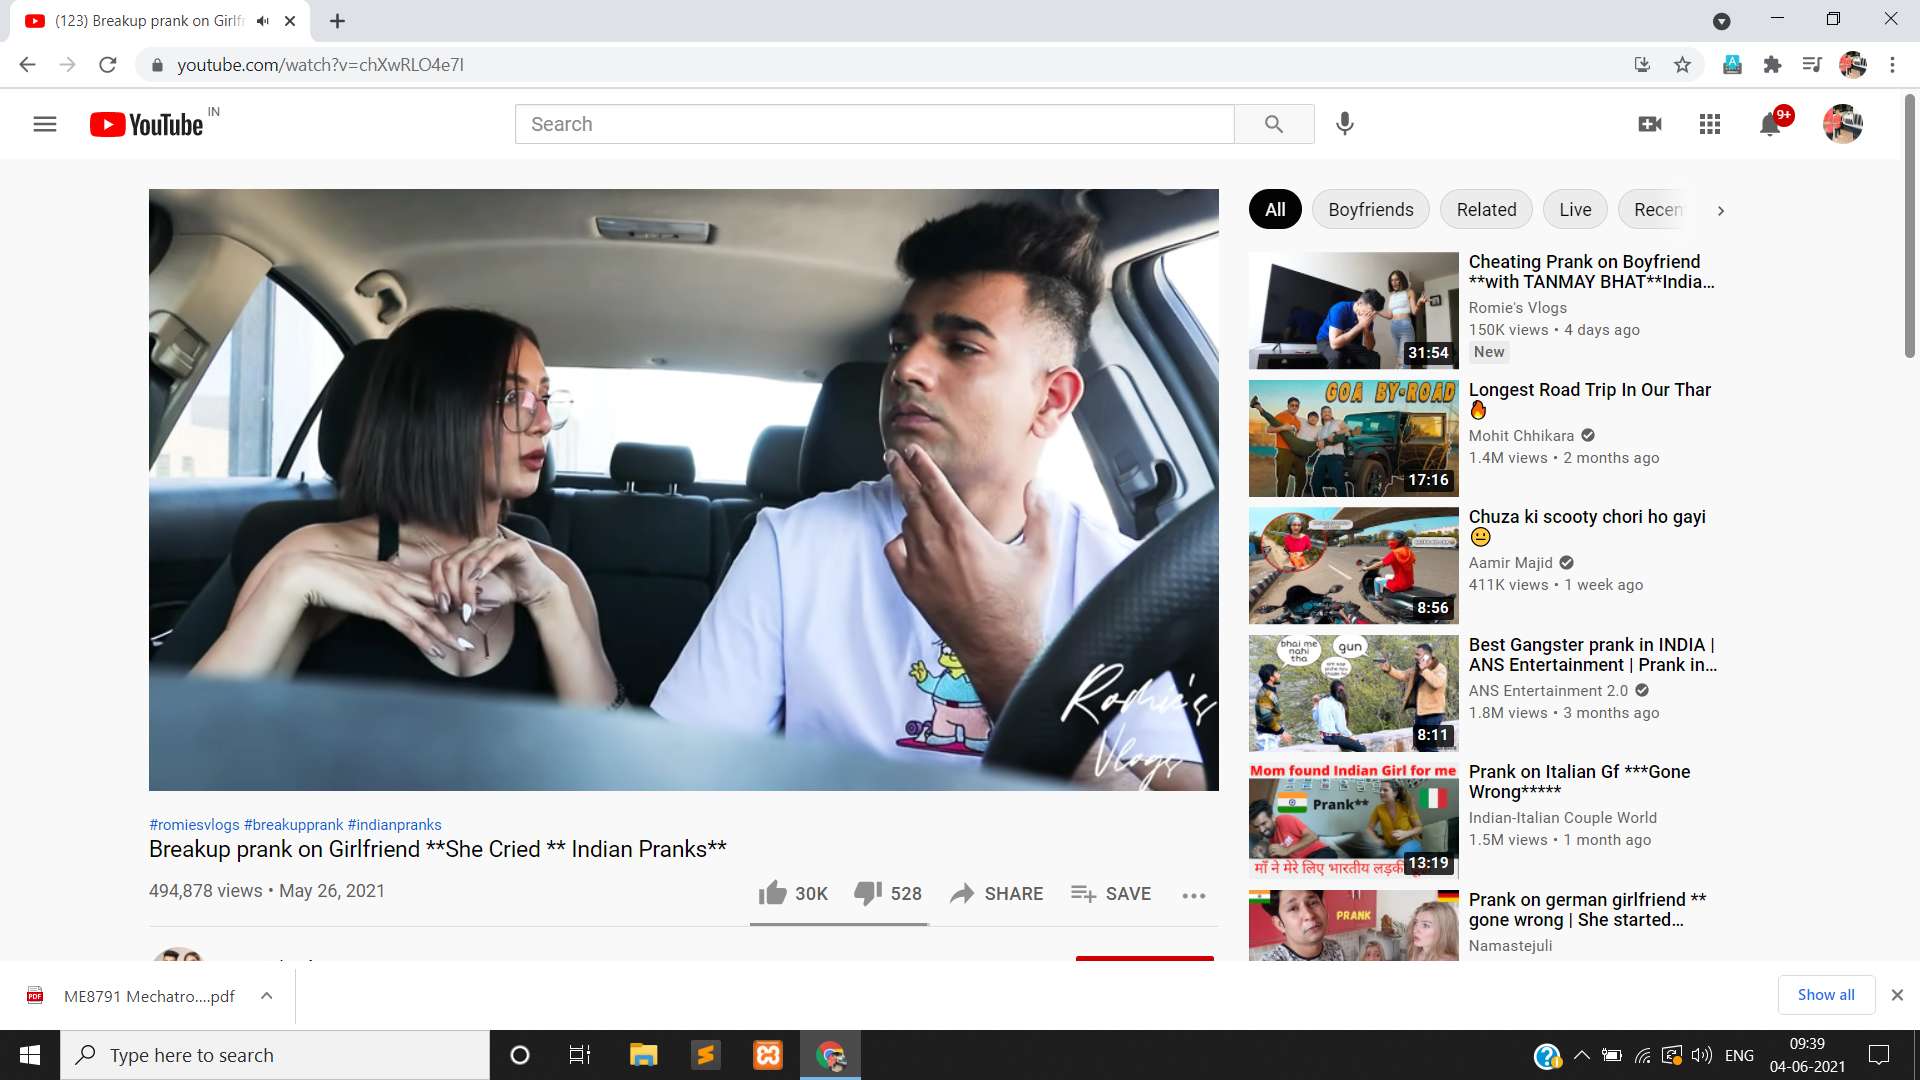 (123) Breakup prank on Girlf
youtube.com/watch?v=chXwRLO4e7I
YouTube IN
Search
9+
All
Boyfriends
Related
Live
Recen
Romie's
Vlogs
#romiesvlogs #breakupprank #indianpranks
Breakup prank on Girlfriend **She Cried ** Indian Pranks**
494,878 views • May 26, 2021
30K
528
SHARE
SAVE
31:54
Cheating Prank on Boyfriend
**with TANMAY BHAT**India...
Romie's Vlogs
150K views • 4 days ago
New
GOA BY-ROAD
17:16
Longest Road Trip In Our Thar
🔥
Mohit Chhikara
1.4M views • 2 months ago
8:56
Chuza ki scooty chori ho gayi
😐
Aamir Majid
411K views • 1 week ago
bhai me
nahi
tha
gun
8:11
Best Gangster prank in INDIA |
ANS Entertainment | Prank in...
ANS Entertainment 2.0
1.8M views • 3 months ago
Mom found Indian Girl for me
Prank**
माँ ने मेरे लिए भारतीय
13:19
Prank on Italian Gf ***Gone
Wrong*****
Indian-Italian Couple World
1.5M views • 1 month ago
PRANK
Prank on german girlfriend **
gone wrong | She started...
Namastejuli
PDF
ME8791 Mechatro....pdf
Show all
Type here to search
ENG
09:39
04-06-2021